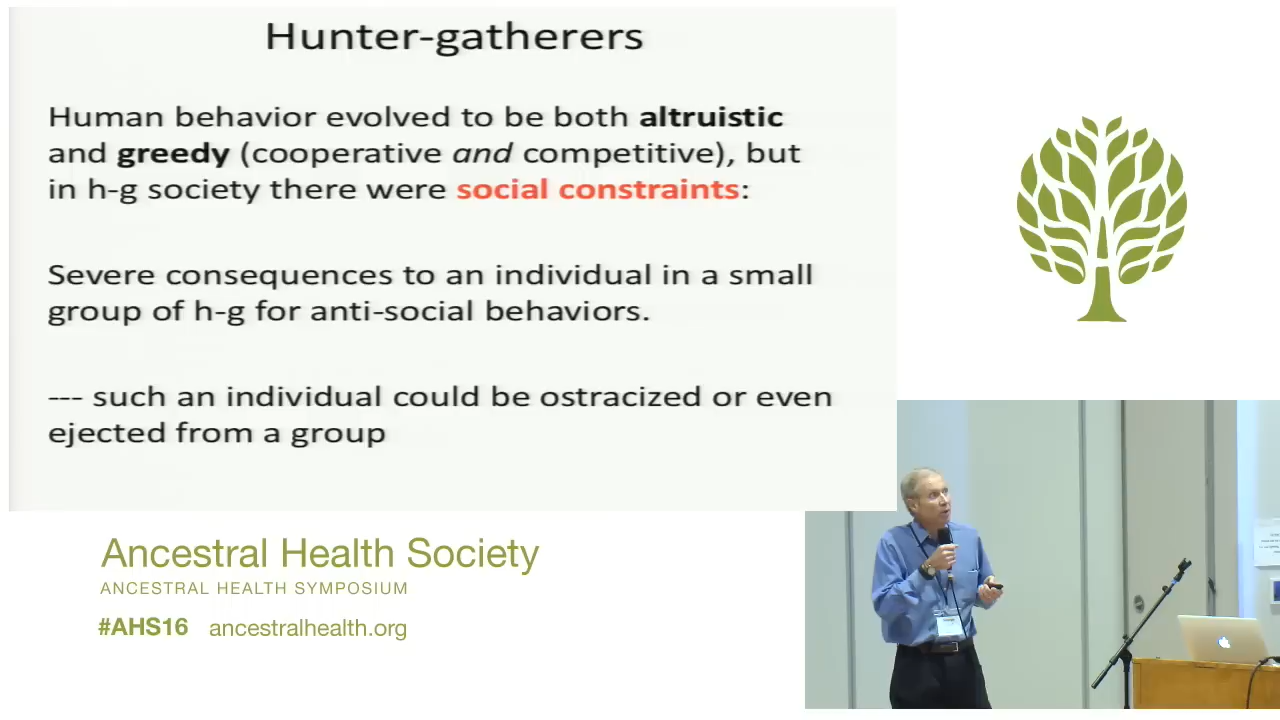 Hunter-gatherers
Human behavior evolved to be both altruistic
and greedy (cooperative and competitive), but
in h-g society there were social constraints:
Severe consequences to an individual in a small
group of h-g for anti-social behaviors.
--- such an individual could be ostracized or even
ejected from a group
Ancestral Health Society
ANCESTRAL HEALTH SYMPOSIUM
#AHS16 ancestralhealth.org